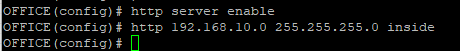 OFFICE(config)# http server enable
OFFICE(config)# http 192.168.10.0 255.255.255.0 inside
OFFICE(config)#